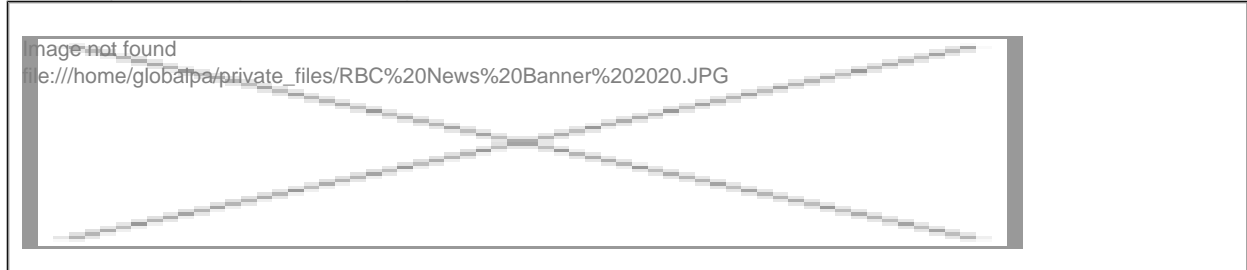 Image not found
file:///home/globalpa/private_files/RBC%20News%20Banner%202020.JPG